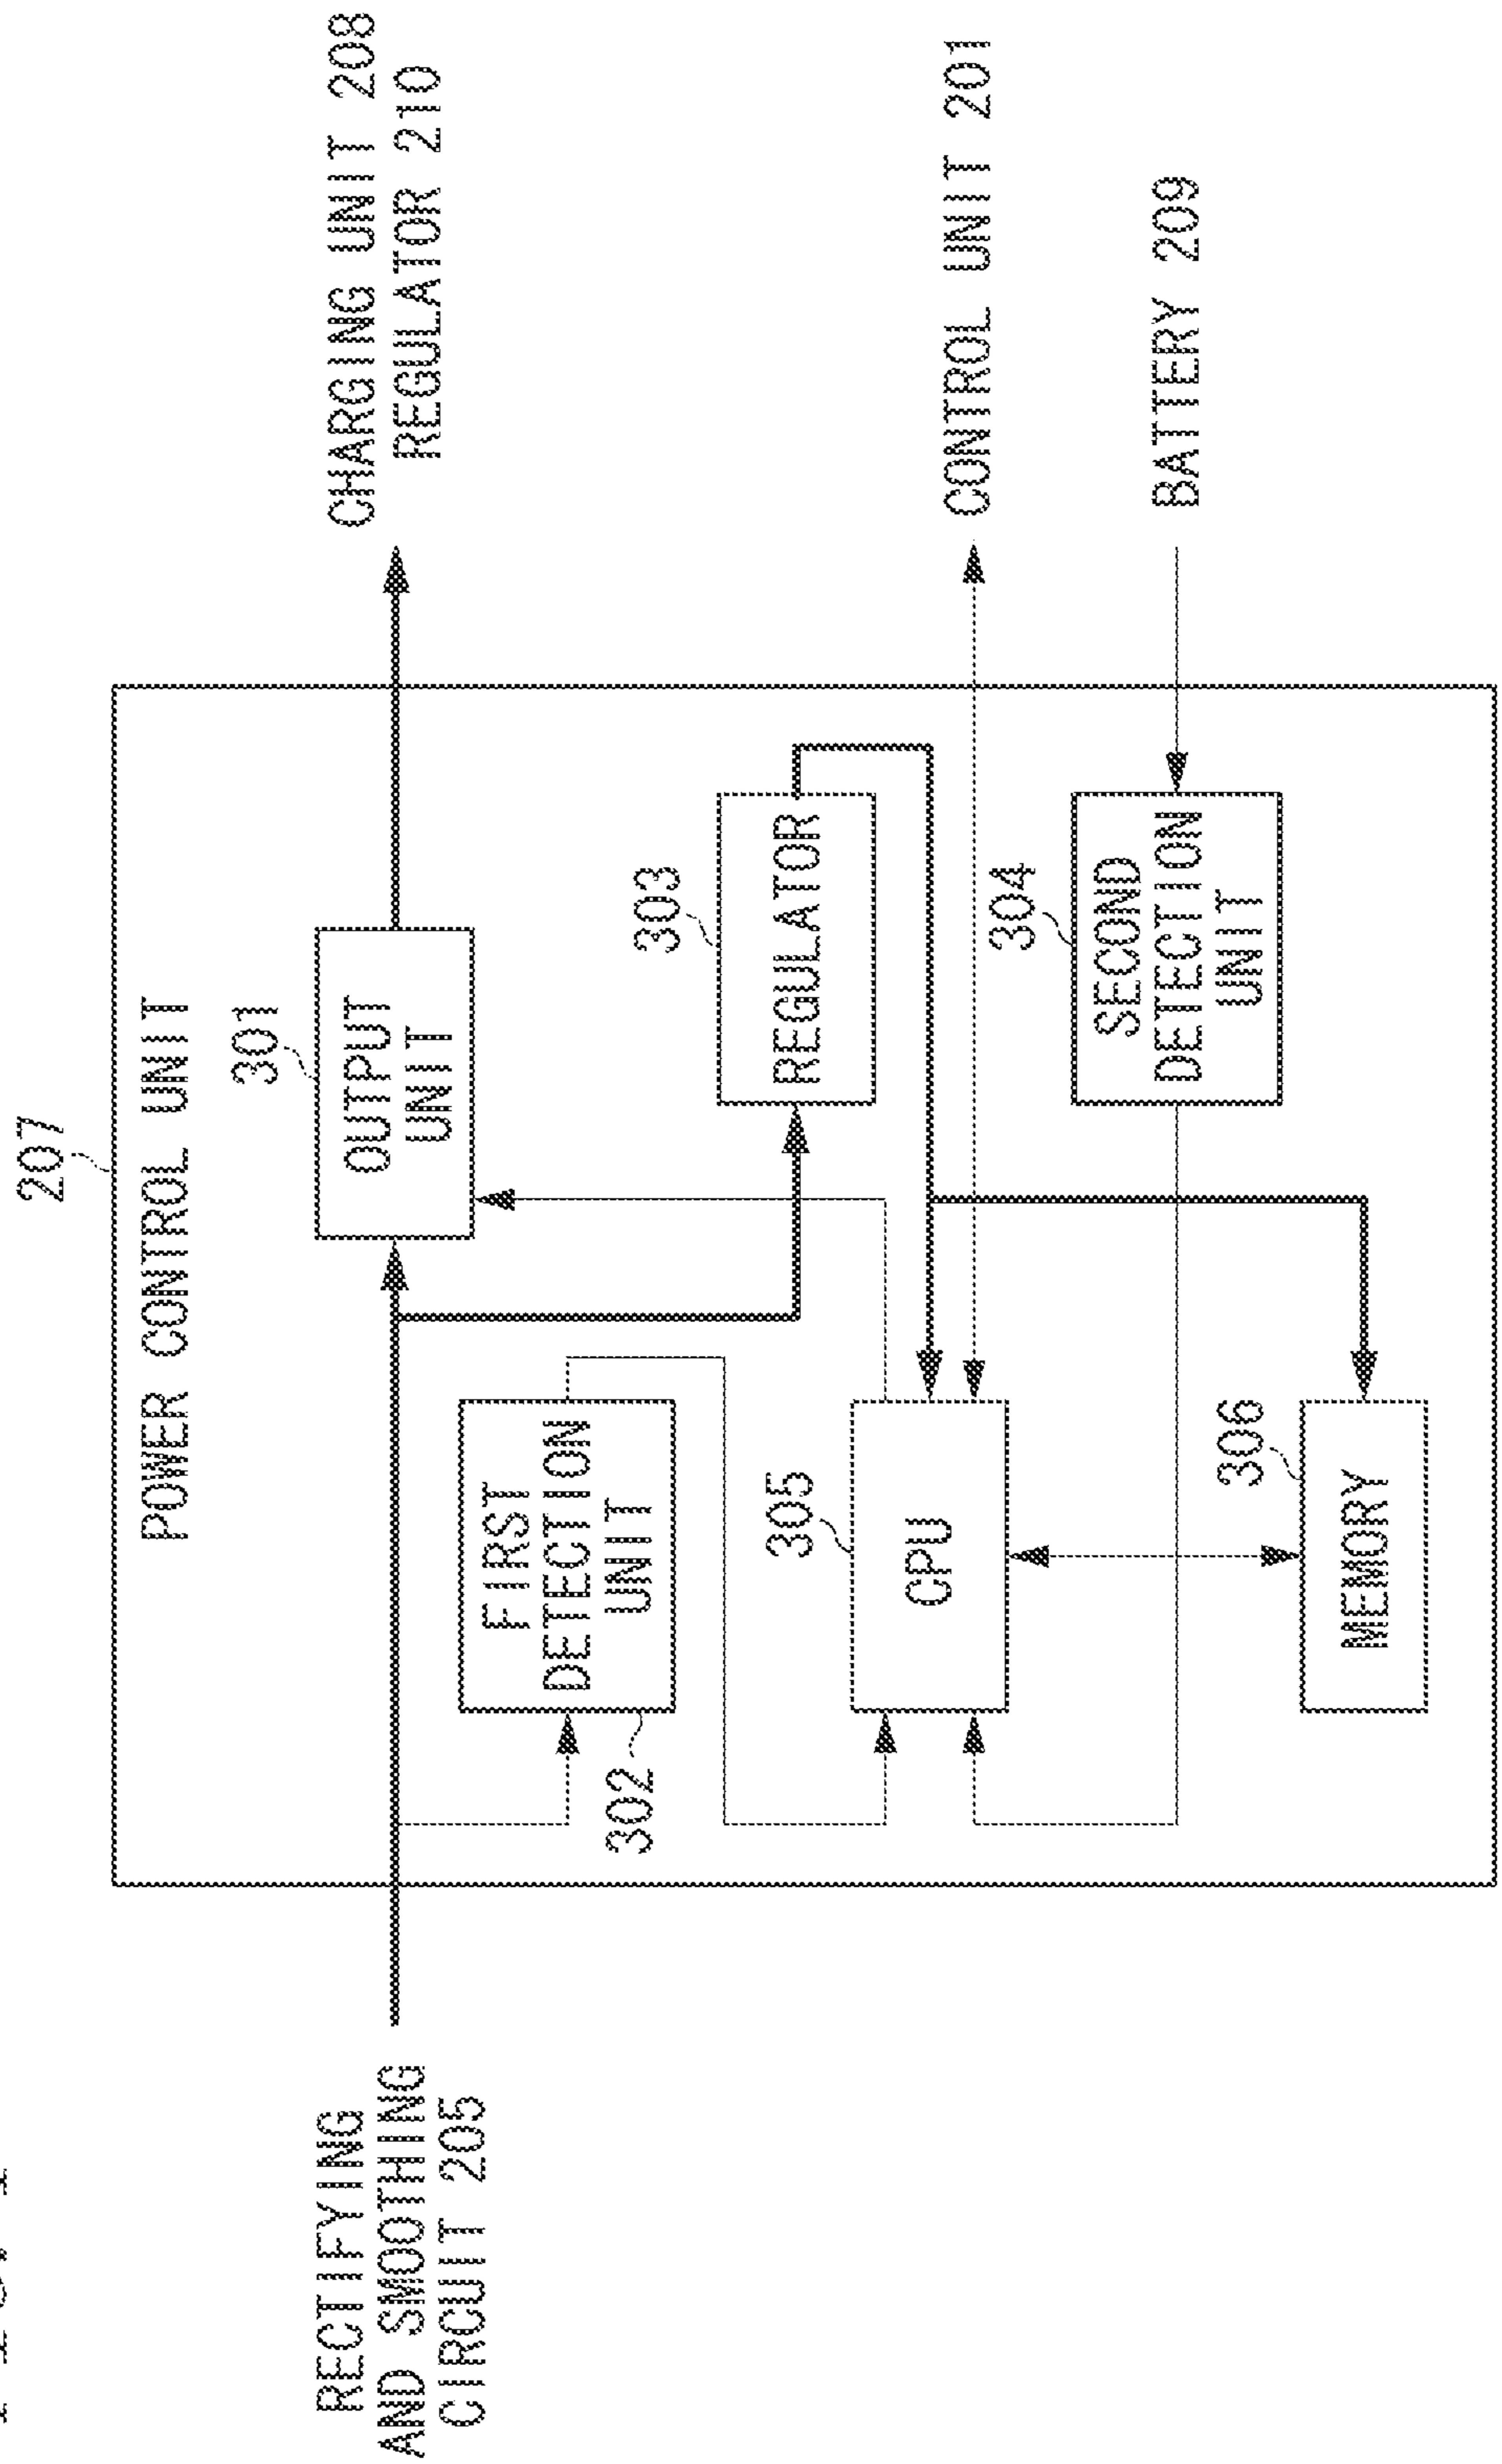 207
POWER CONTROL UNIT
301
OUTPUT
UNIT
CHARGING UNIT 208
REGULATOR 210
RECTIFYING
AND SMOOTHING
CIRCUIT 205
FIRST
DETECTION
UNIT
302
303
REGULATOR
305
CPU
CONTROL UNIT 201
304
SECOND
DETECTION
UNIT
BATTERY 209
306
MEMORY